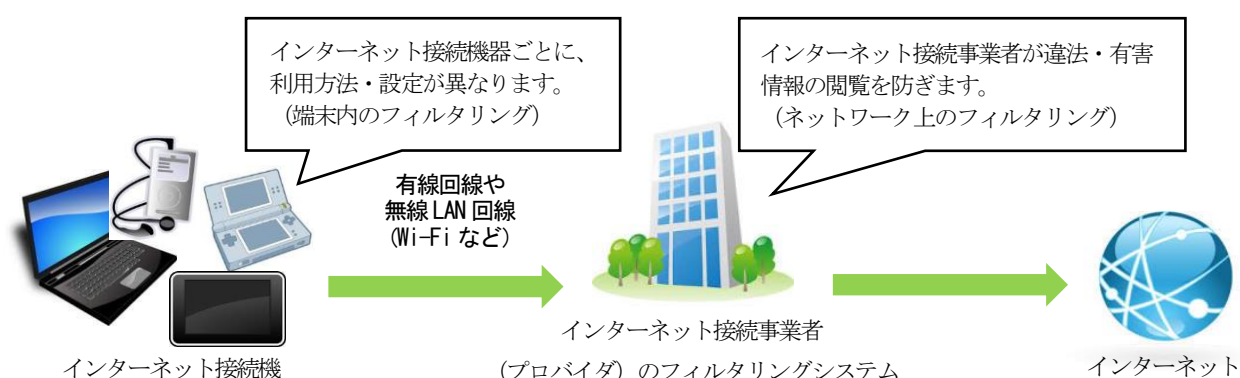 インターネット接続機器ごとに、
利用方法・設定が異なります。
（端末内のフィルタリング）
インターネット接続事業者が違法・有害
情報の閲覧を防ぎます。
（ネットワーク上のフィルタリング）
有線回線や
無線LAN回線
（Wi-Fiなど）
インターネット接続機
インターネット接続事業者
（プロバイダ）のフィルタリングシステム
インターネット